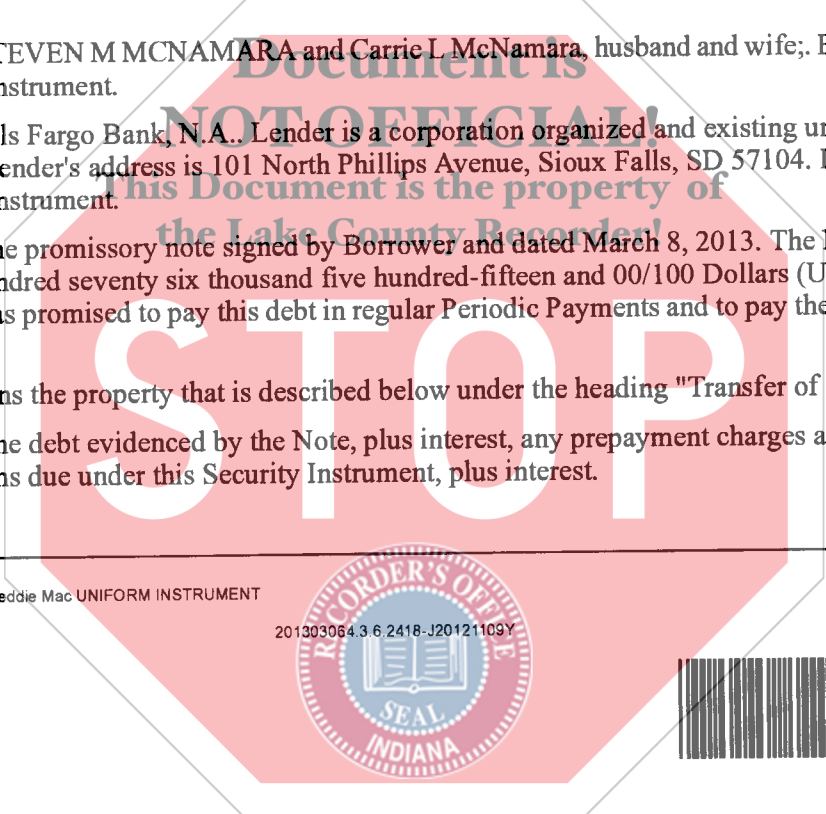 TEVEN M MCNAMARA and Carrie L McNamara, husband and wife;. B
nstrument.
lls Fargo Bank, N.A.. Lender is a corporation organized and existing un
ender's address is 101 North Phillips Avenue, Sioux Falls, SD 57104. L
nstrument.
ne promissory note signed by Borrower and dated March 8, 2013. The N
ndred seventy six thousand five hundred-fifteen and 00/100 Dollars (U
as promised to pay this debt in regular Periodic Payments and to pay the
ns the property that is described below under the heading "Transfer of
ne debt evidenced by the Note, plus interest, any prepayment charges a
ns due under this Security Instrument, plus interest.
Document is
NOT OFFICIAL!
This Document is the property of
the Lake County Recorder!
STOP
eddie Mac UNIFORM INSTRUMENT
201303064.3.6.2418-J20121109Y
RECORDER'S OFFICE
SEAL
INDIANA